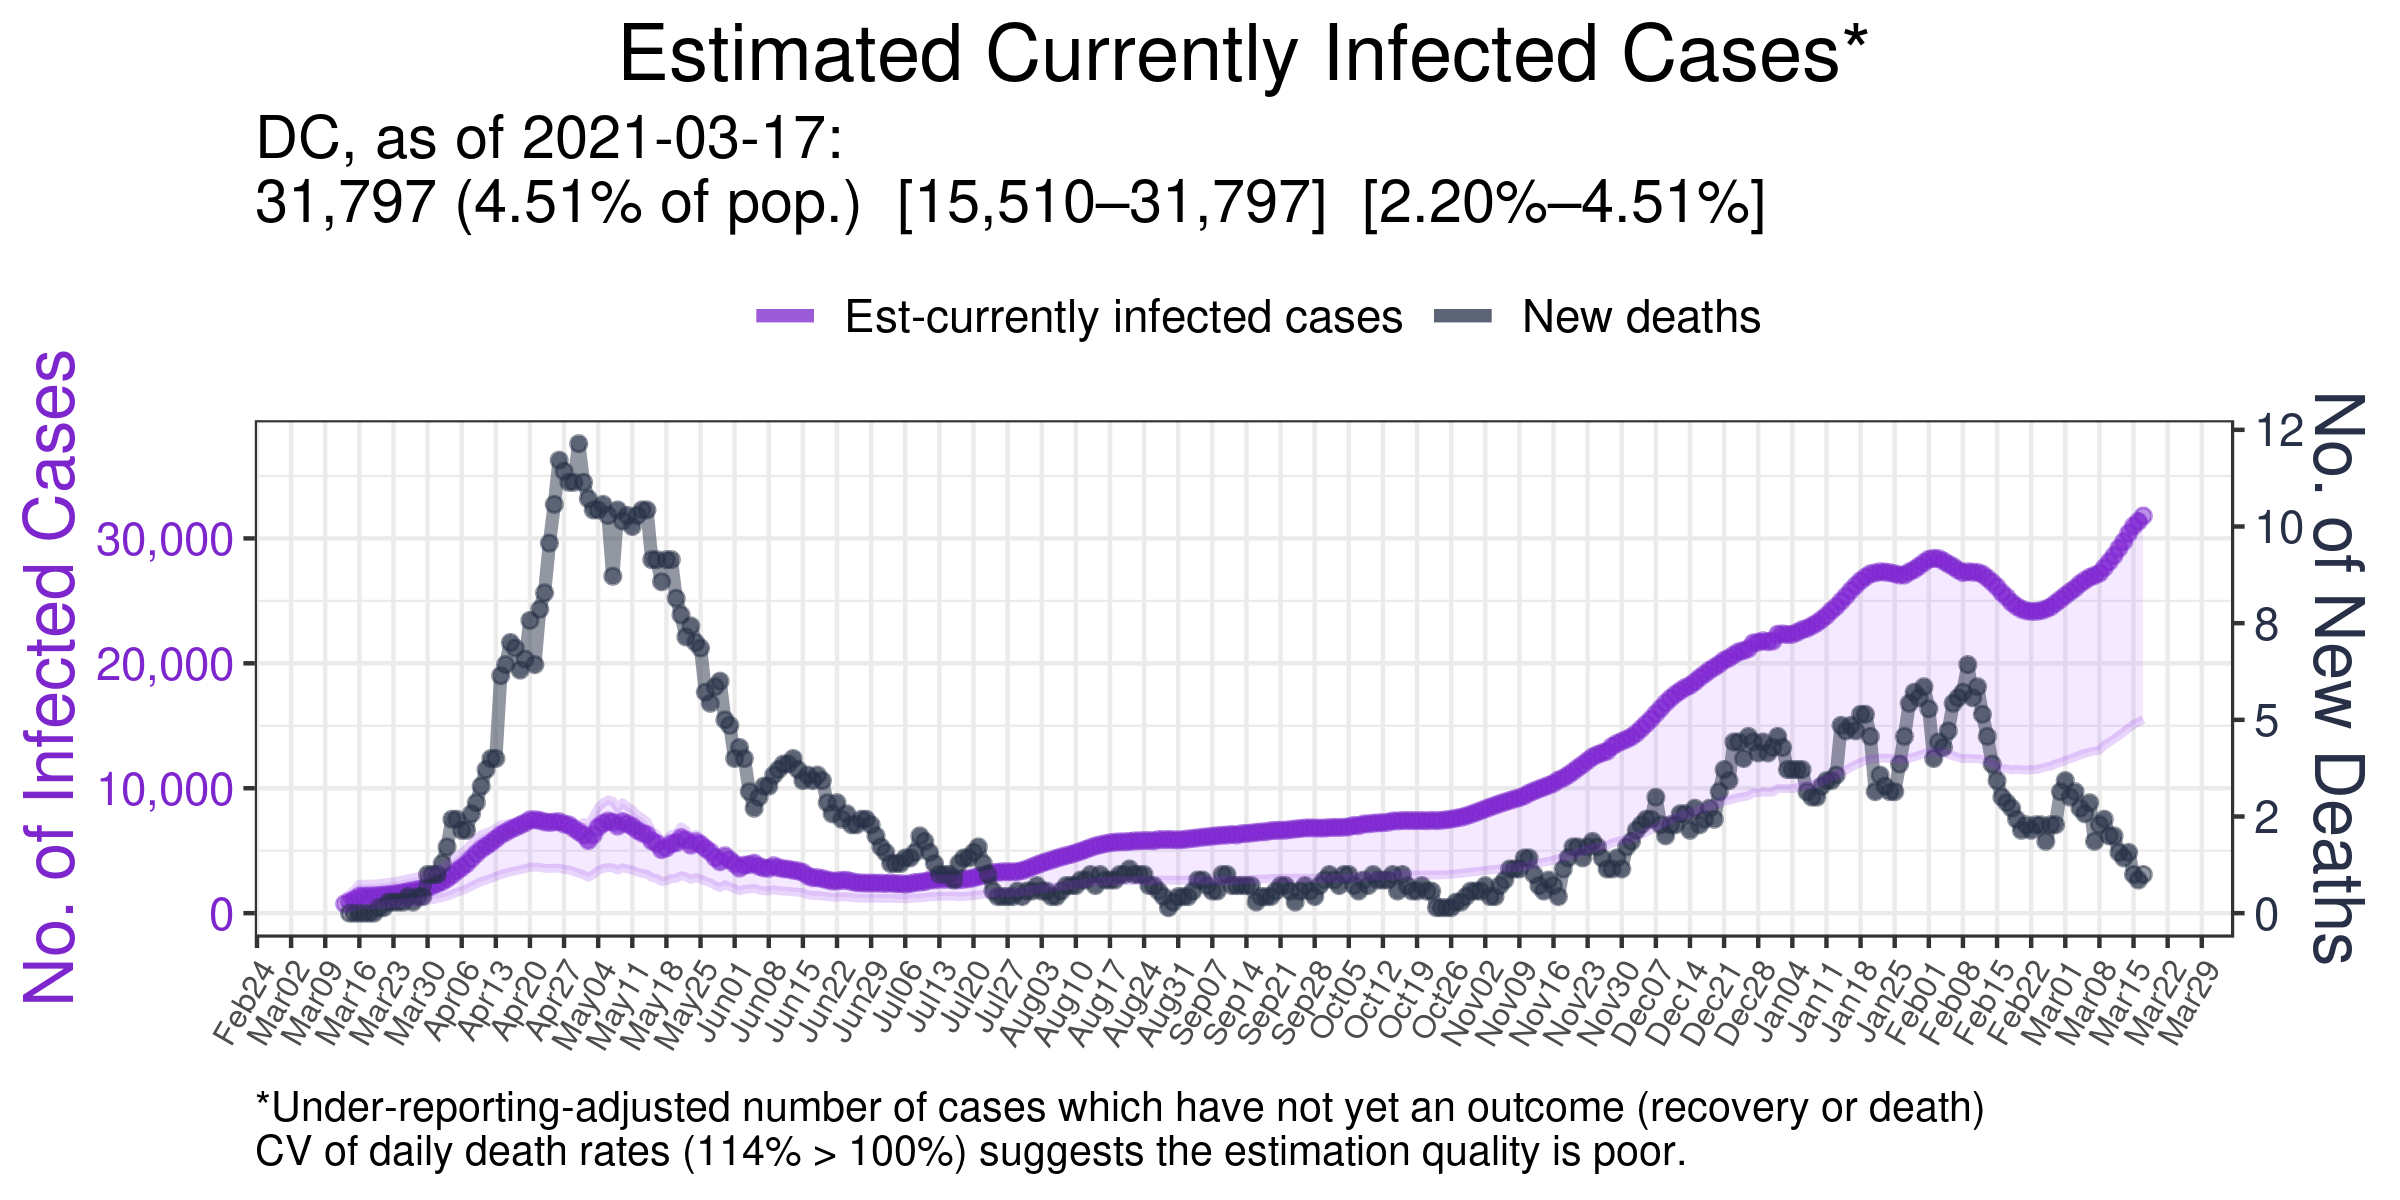 Estimated Currently Infected Cases*
DC, as of 2021-03-17:
31,797 (4.51% of pop.)  [15,510–31,797]  [2.20%–4.51%]
Est-currently infected cases
New deaths
No. of Infected Cases
30,000
20,000
10,000
0
12
10
8
5
2
0
No. of New Deaths
Feb24
Mar02
Mar09
Mar16
Mar23
Mar30
Apr06
Apr13
Apr20
Apr27
May04
May11
May18
May25
Jun01
Jun08
Jun15
Jun22
Jun29
Jul06
Jul13
Jul20
Jul27
Aug03
Aug10
Aug17
Aug24
Aug31
Sep07
Sep14
Sep21
Sep28
Oct05
Oct12
Oct19
Oct26
Nov02
Nov09
Nov16
Nov23
Nov30
Dec07
Dec14
Dec21
Dec28
Jan04
Jan11
Jan18
Jan25
Feb01
Feb08
Feb15
Feb22
Mar01
Mar08
Mar15
Mar22
Mar29
*Under-reporting-adjusted number of cases which have not yet an outcome (recovery or death)
CV of daily death rates (114% > 100%) suggests the estimation quality is poor.